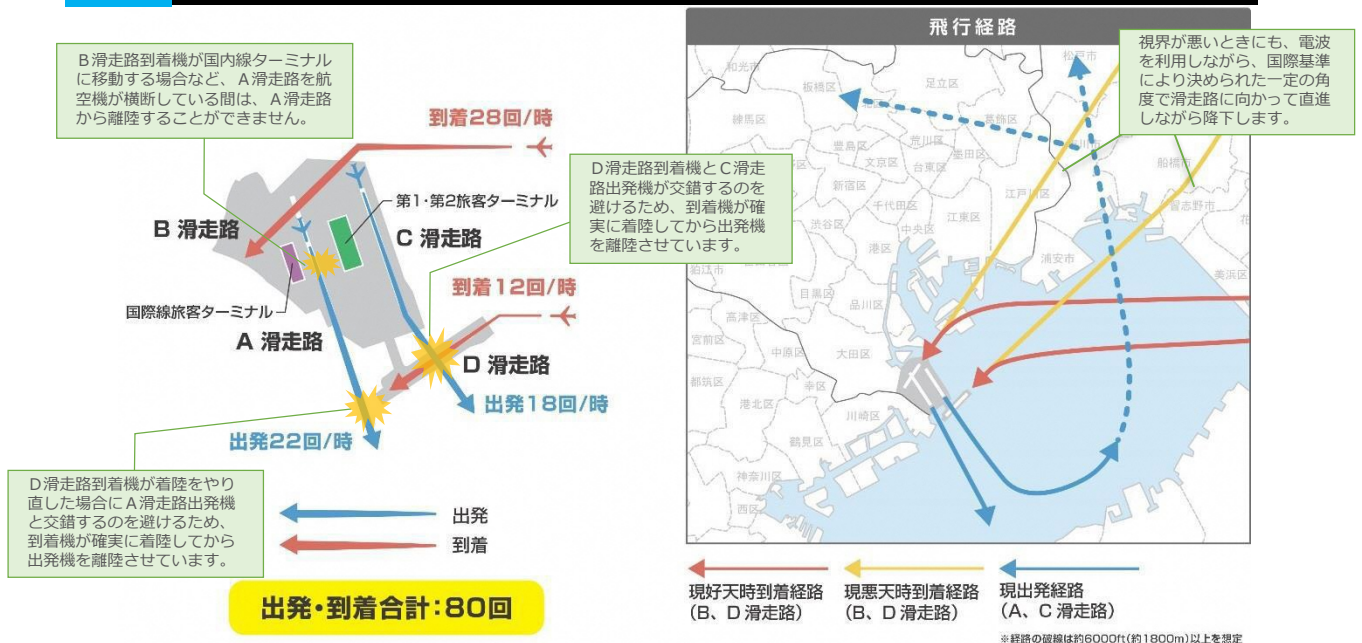 B滑走路到着機が国内線ターミナル
に移動する場合など、A滑走路を航
空機が横断している間は、A滑走路
から離陸することができません。
到着28回/時
D滑走路到着機とC滑走
路出発機が交錯するのを
避けるため、到着機が確
実に着陸してから出発機
を離陸させています。
第1・第2旅客ターミナル
B 滑走路
C 滑走路
到着12回/時
国際線旅客ターミナル
A 滑走路
D 滑走路
出発18回/時
出発22回/時
D滑走路到着機が着陸をやり
直した場合にA滑走路出発機
と交錯するのを避けるため、
到着機が確実に着陸してから
出発機を離陸させています。
出発
到着
出発・到着合計:80回
飛行経路
視界が悪いときにも、電波
を利用しながら、国際基準
により決められた一定の角
度で滑走路に向かって直進
しながら降下します。
和光市
松戸市
板橋区
足立区
北区
練馬区
葛飾区
豊島区
荒川区
文京区
台東区
墨田区
船橋市
新宿区
江戸川区
習志野市
千代田区
渋谷区
中央区
江東区
港区
浦安市
狛江市
美浜区
目黒区
品川区
高津区
宮前区
中原区
大田区
都筑区
幸区
港北区
川崎区
鶴見区
神奈川区
西区
現好天時到着経路
(B、D 滑走路)
現悪天時到着経路
(B、D 滑走路)
現出発経路
(A、C 滑走路)
※経路の破線は約6000ft(約1800m)以上を想定